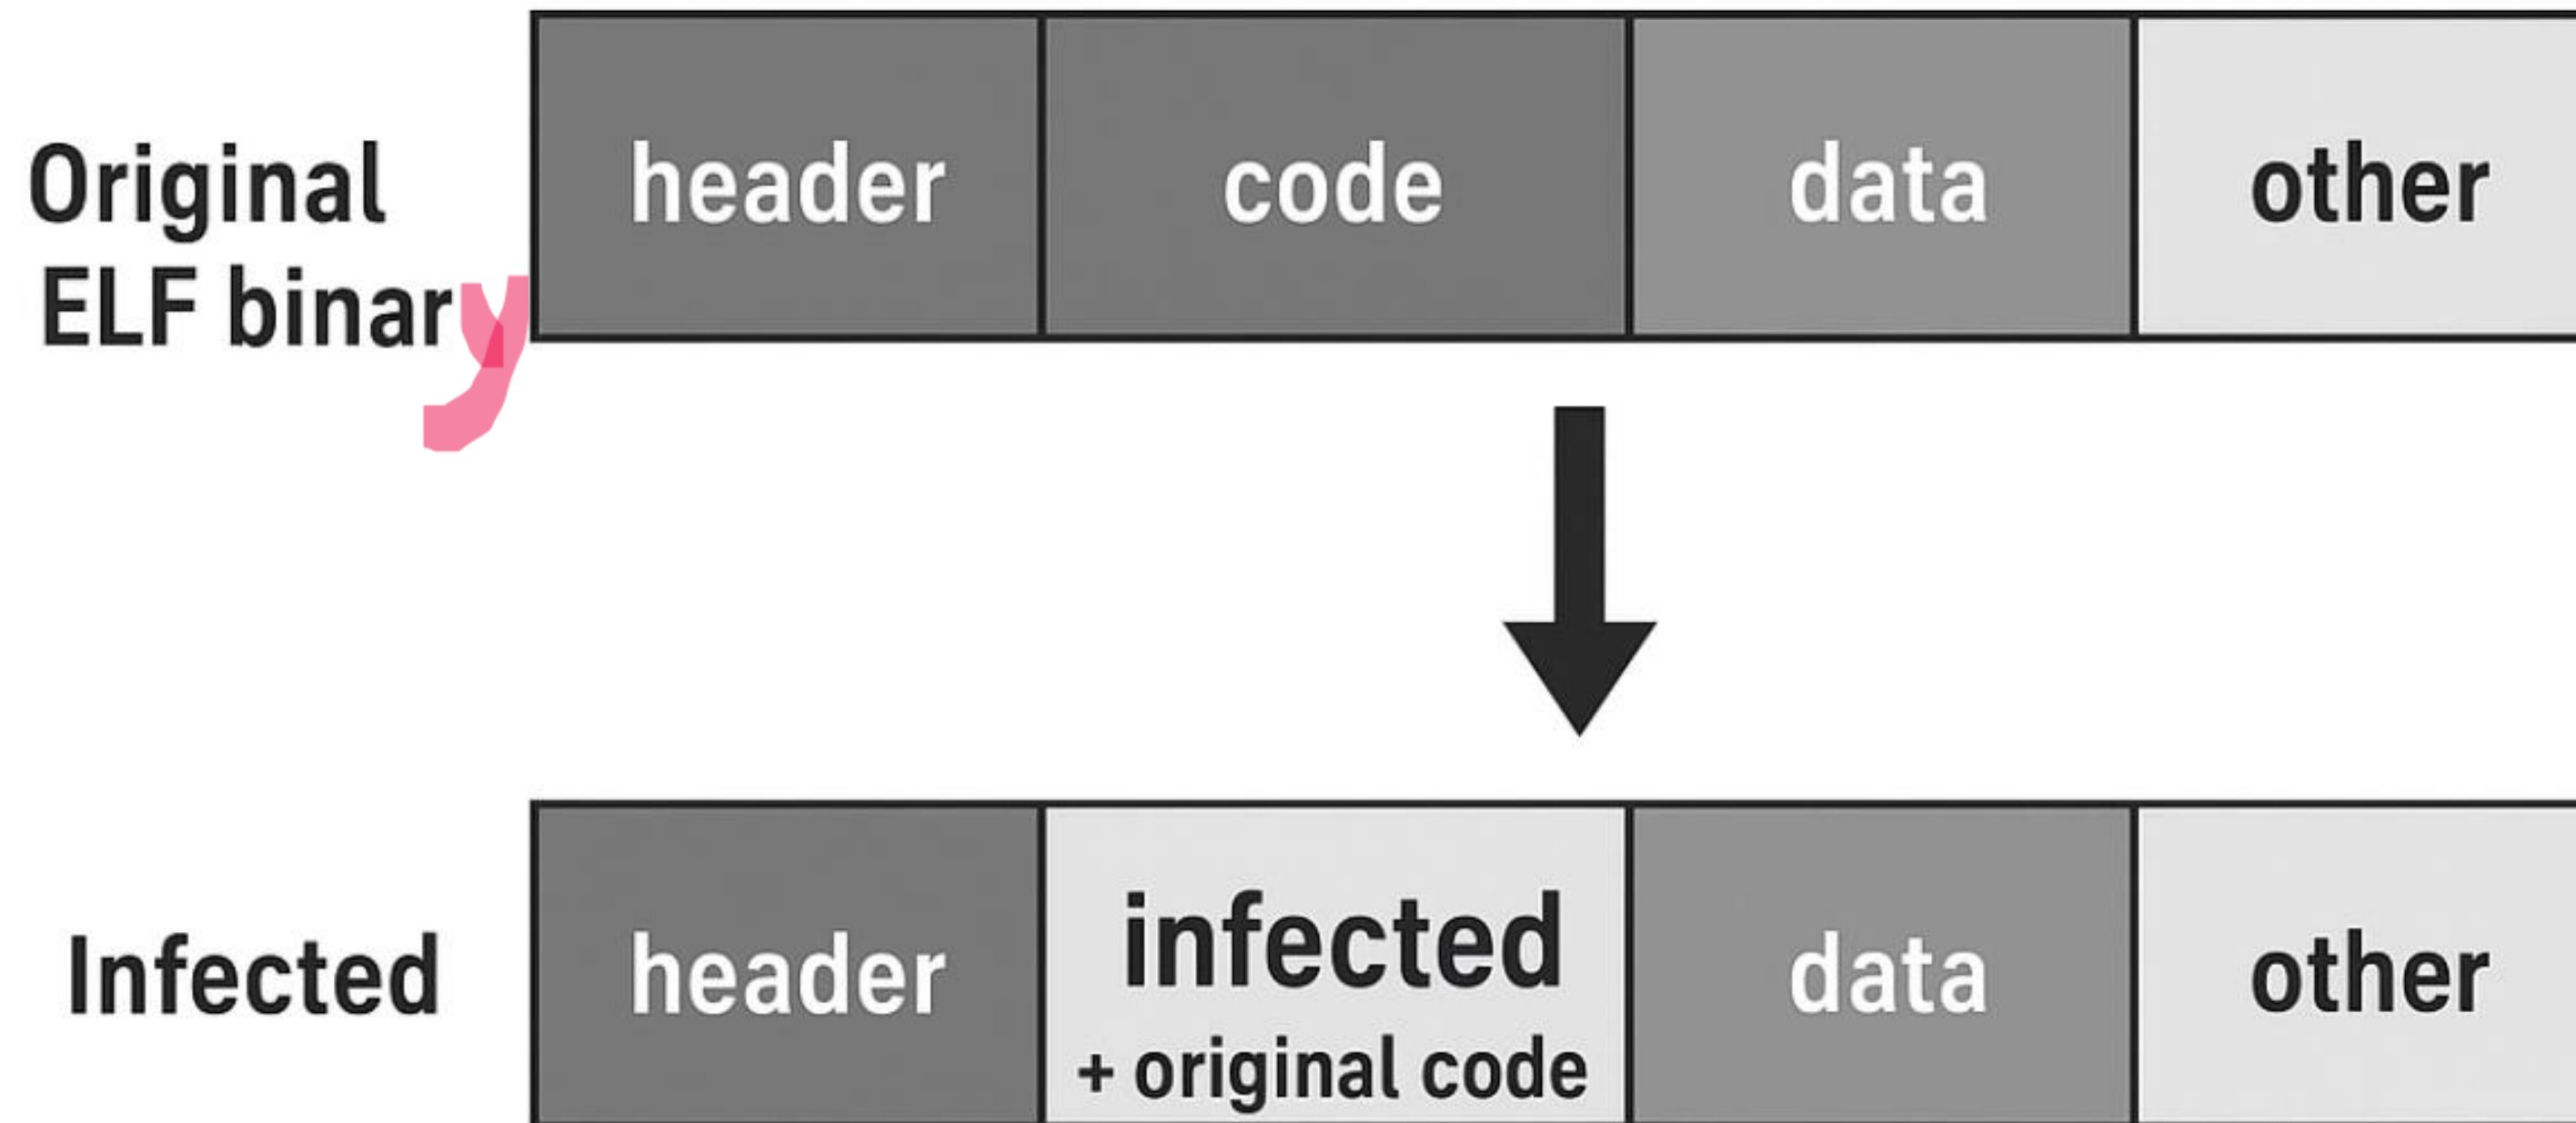 Original
ELF binary
header
code
data
other
Infected
header
infected
+ original code
data
other